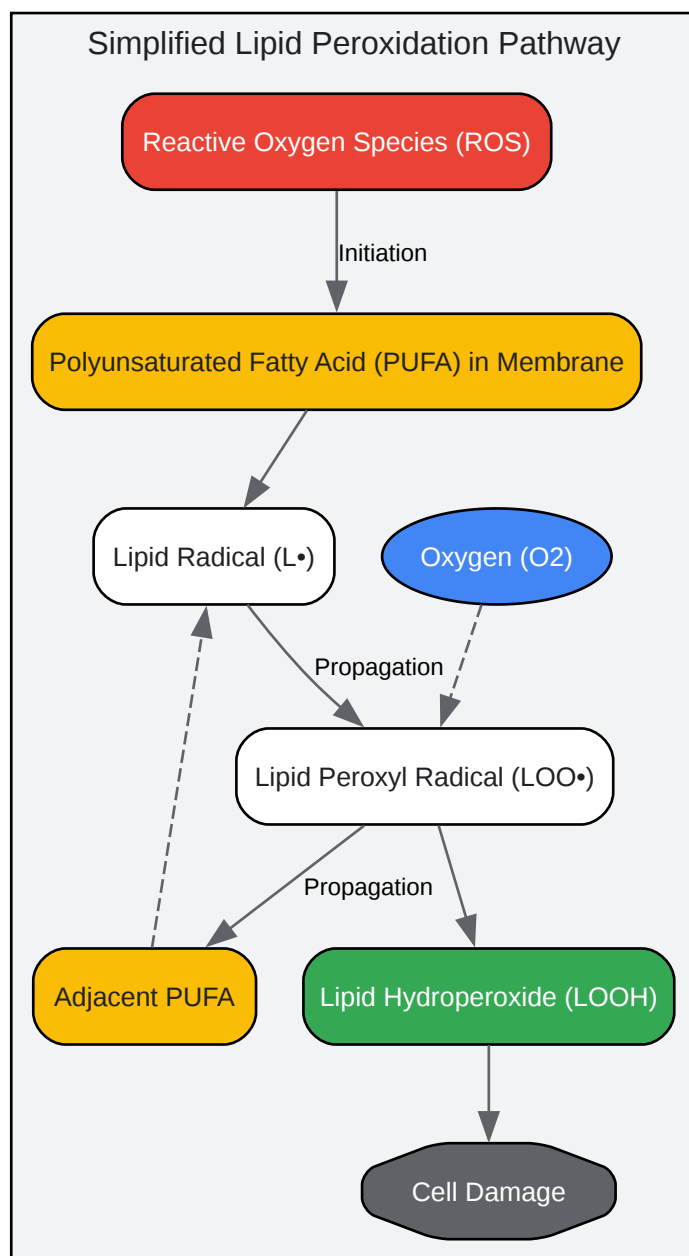 Simplified Lipid Peroxidation Pathway
Reactive Oxygen Species (ROS)
Initiation
Polyunsaturated Fatty Acid (PUFA) in Membrane
Lipid Radical (L•)
Oxygen (O2)
Propagation
Lipid Peroxyl Radical (LOO•)
Propagation
Adjacent PUFA
Lipid Hydroperoxide (LOOH)
Cell Damage